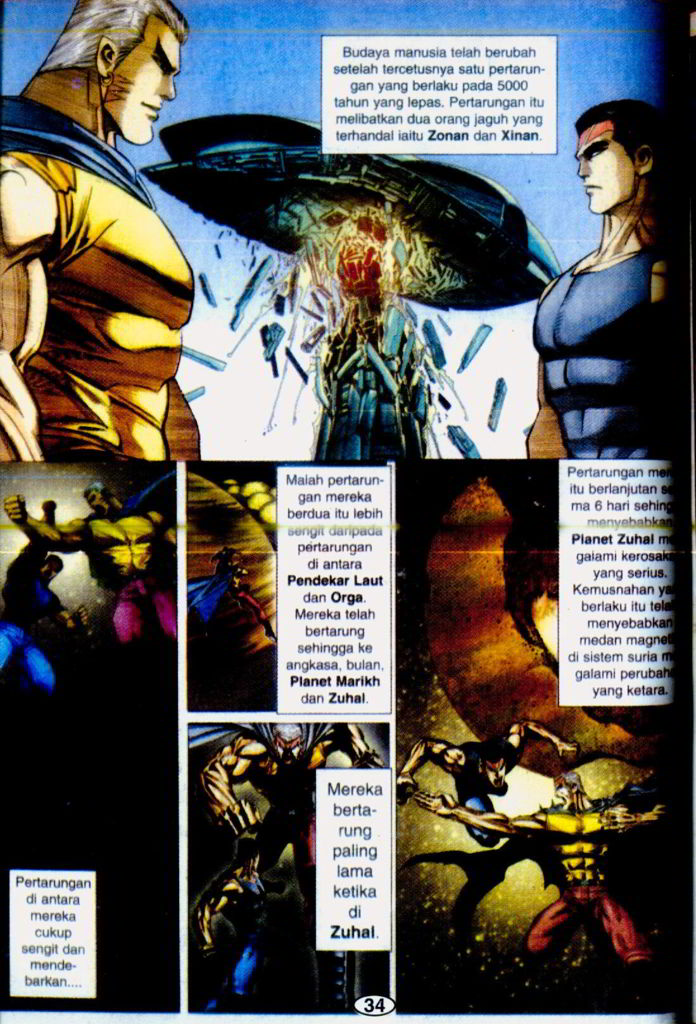 Budaya manusia telah berubah
setelah tercetusnya satu pertarun-
gan yang berlaku pada 5000
tahun yang lepas. Pertarungan itu
melibatkan dua orang jaguh yang
terhandal iaitu Zonan dan Xinan.
Pertarungan
di antara
mereka
cukup
sengit dan
mende-
barkan....
Malah pertarun-
gan mereka
berdua itu lebih
sengit daripada
pertarungan
di antara
Pendekar Laut
dan Orga.
Mereka telah
bertarung
sehingga ke
angkasa, bulan,
Planet Marikh
dan Zuhal.
Mereka
berta-
rung
paling
lama
ketika
di
Zuhal.
Pertarungan
itu berlanjutan
ma 6 hari
menyebabkan
Planet Zuhal
galami
yang serius.
Kemusnahan
berlaku itu
menyebabkan
medan
di sistem suria
galami
yang ketara.
34